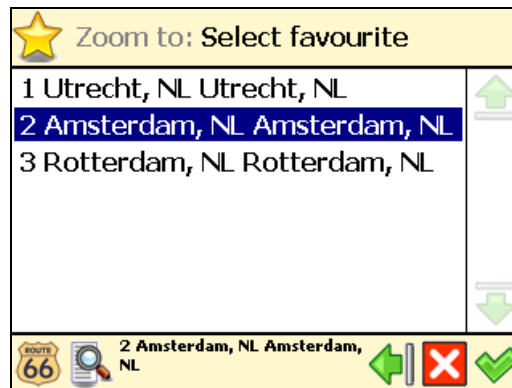 Zoom to: Select favourite
1 Utrecht, NL Utrecht, NL
2 Amsterdam, NL Amsterdam, NL
3 Rotterdam, NL Rotterdam, NL
ROUTE
66
2 Amsterdam, NL Amsterdam,
NL